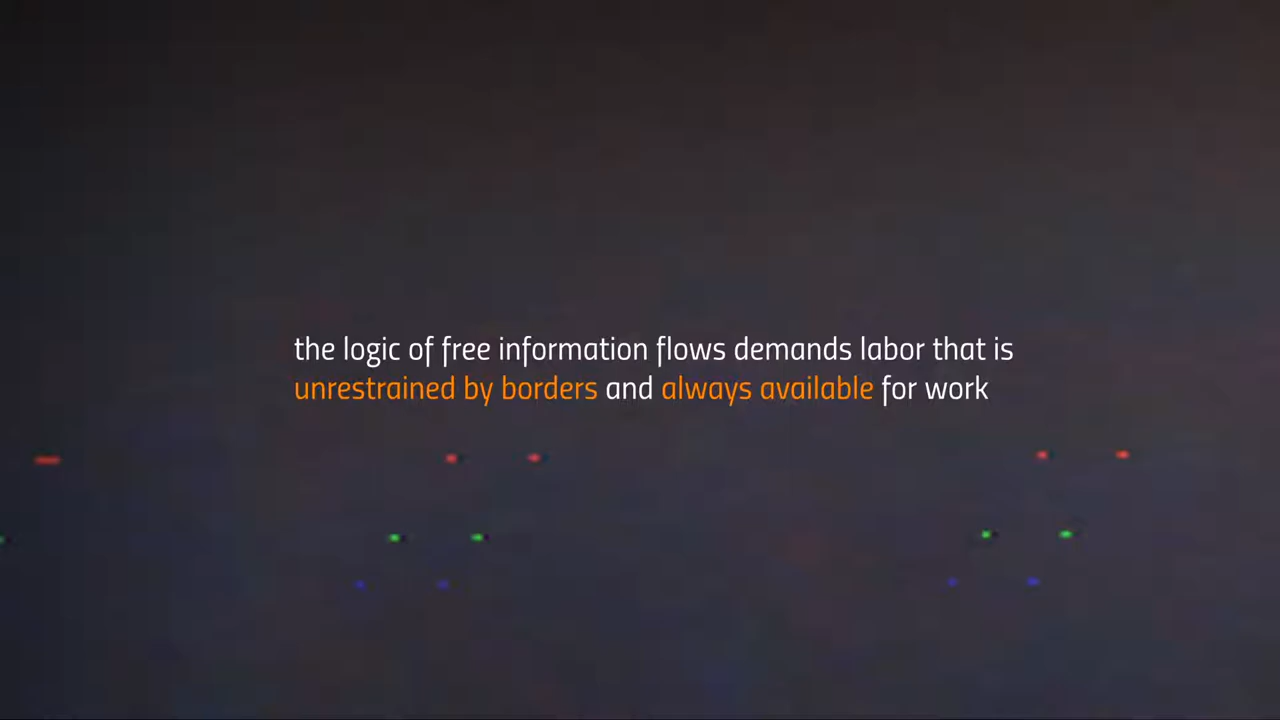 the logic of free information flows demands labor that is
unrestrained by borders and always available for work